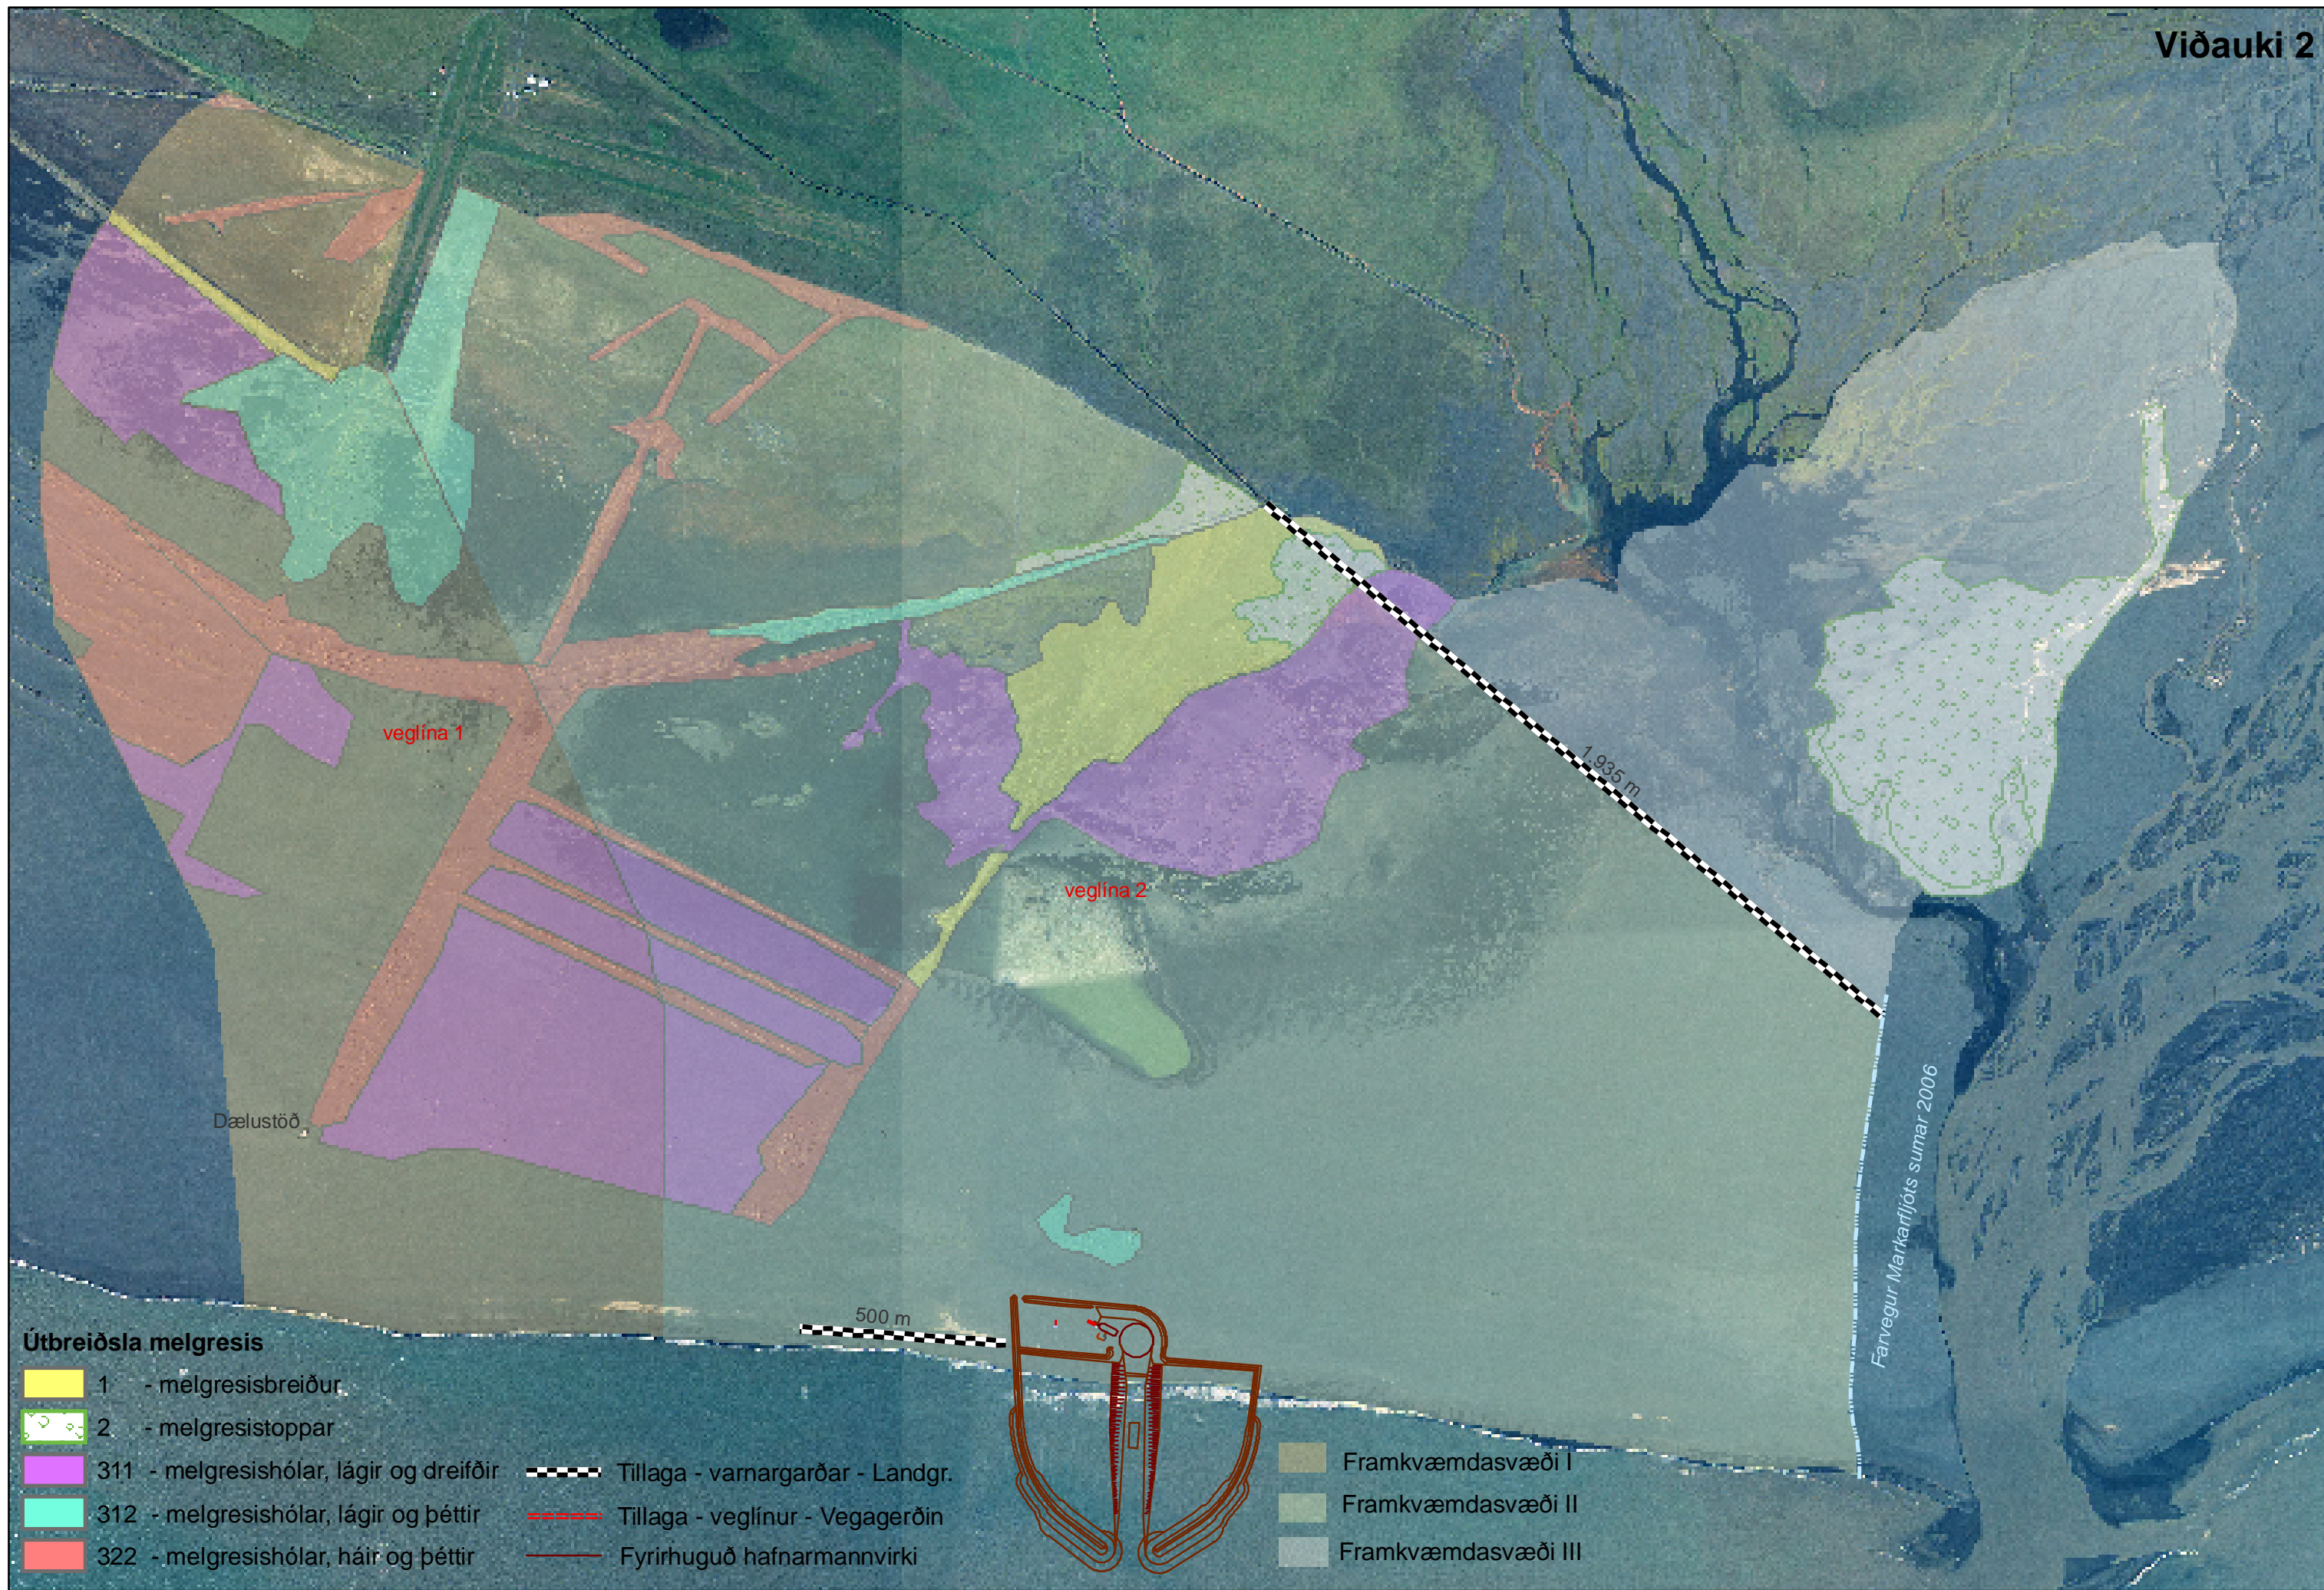 Viðauki 2
veglína 1
1.935 m
veglína 2
Dælustöð
Farvegur Markarfljóts sumar 2006
500 m
Útbreiðsla melgresis
1 - melgresisbreiður
2 - melgresistoppar
311 - melgresishólar, lágir og dreifðir
312 - melgresishólar, lágir og þéttir
322 - melgresishólar, háir og þéttir
Tillaga - varnargarðar - Landgr.
Tillaga - veglínur - Vegagerðin
Fyrirhuguð hafnarmannvirki
Framkvæmdasvæði I
Framkvæmdasvæði II
Framkvæmdasvæði III